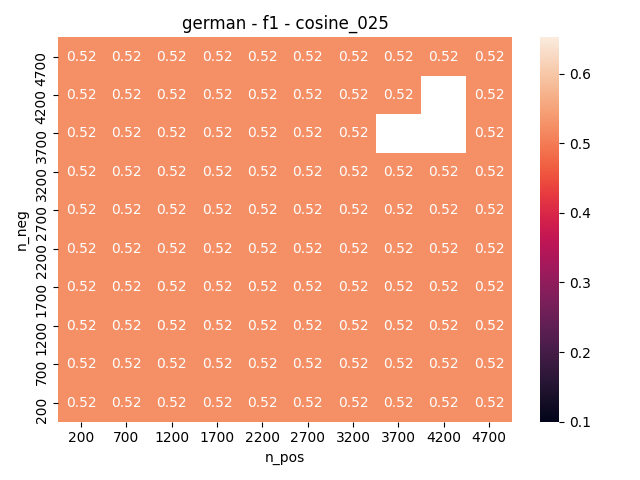 german - f1 - cosine_025
4700 0.52 0.52 0.52 0.52 0.52 0.52 0.52 0.52 0.52 0.52
4200 0.52 0.52 0.52 0.52 0.52 0.52 0.52 0.52 0.52
3700 0.52 0.52 0.52 0.52 0.52 0.52 0.52 0.52
3200 0.52 0.52 0.52 0.52 0.52 0.52 0.52 0.52 0.52 0.52
2700 0.52 0.52 0.52 0.52 0.52 0.52 0.52 0.52 0.52 0.52
2200 0.52 0.52 0.52 0.52 0.52 0.52 0.52 0.52 0.52 0.52
1700 0.52 0.52 0.52 0.52 0.52 0.52 0.52 0.52 0.52 0.52
1200 0.52 0.52 0.52 0.52 0.52 0.52 0.52 0.52 0.52 0.52
700 0.52 0.52 0.52 0.52 0.52 0.52 0.52 0.52 0.52 0.52
200 0.52 0.52 0.52 0.52 0.52 0.52 0.52 0.52 0.52 0.52
200 700 1200 1700 2200 2700 3200 3700 4200 4700
n_pos
n_neg
0.6
0.5
0.4
0.3
0.2
0.1